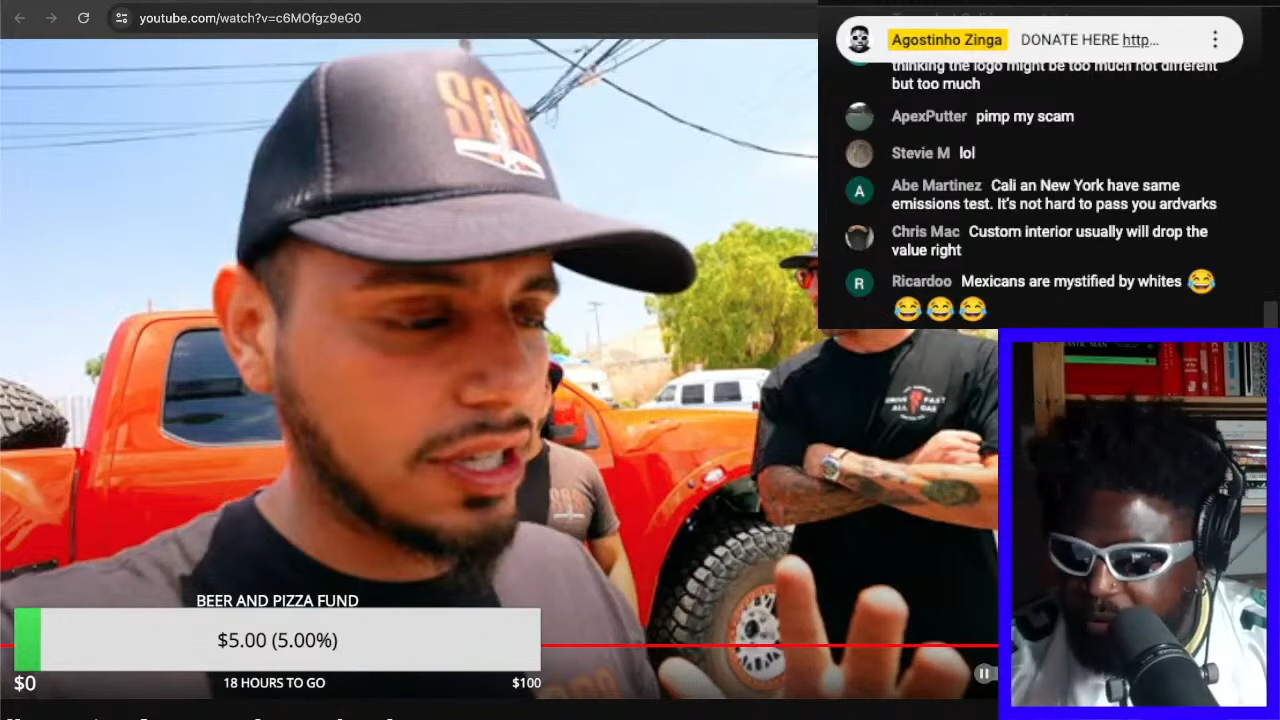 youtube.com/watch?v=c6MOfgz9eG0
Agostinho Zinga DONATE HERE http...
thinking the logo might be too much not different
but too much
ApexPutter pimp my scam
Stevie M lol
A Abe Martinez Cali an New York have same
emissions test. It's not hard to pass you ardvarks
Chris Mac Custom interior usually will drop the
value right
R Ricardoo Mexicans are mystified by whites 😂
😂😂😂
SOS
FAST
BEER AND PIZZA FUND
$5.00 (5.00%)
$0 18 HOURS TO GO $100